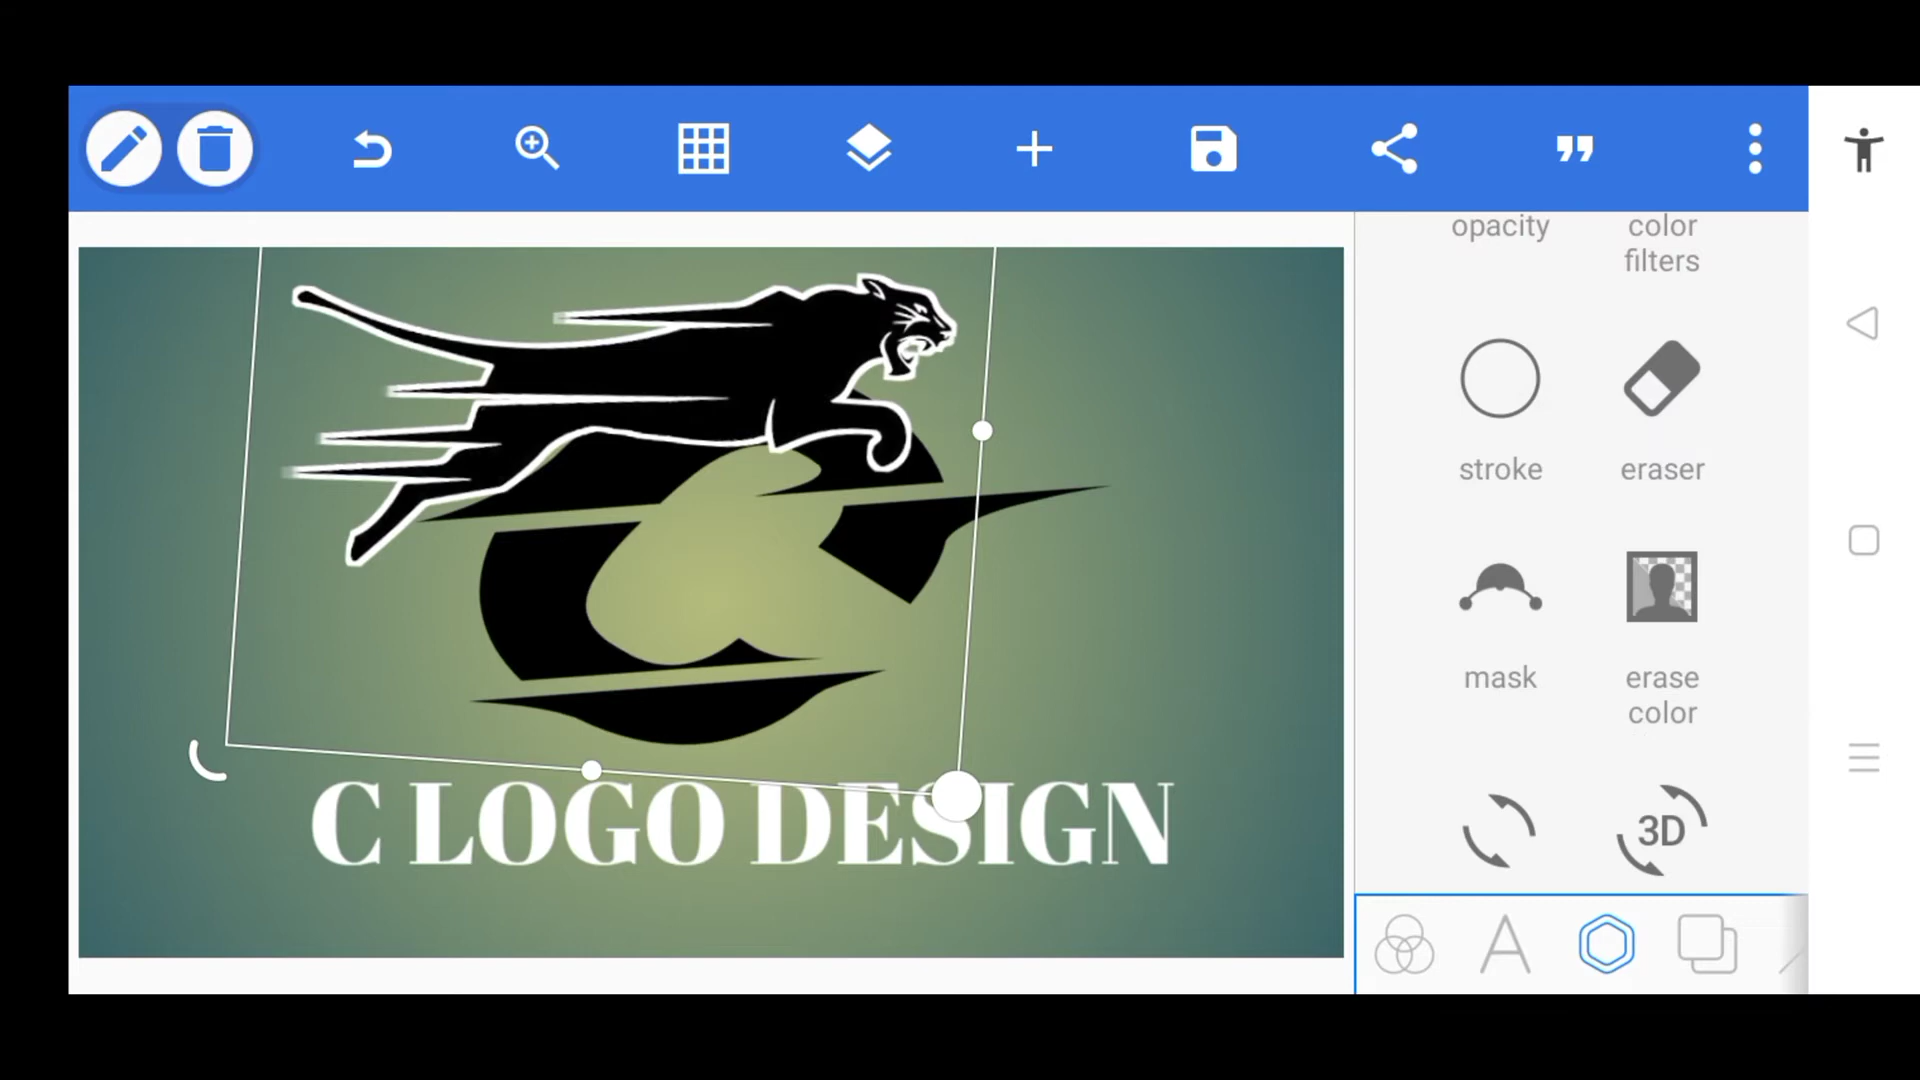 opacity
color
filters
stroke
eraser
mask
erase
color
3D
C LOGO DESIGN